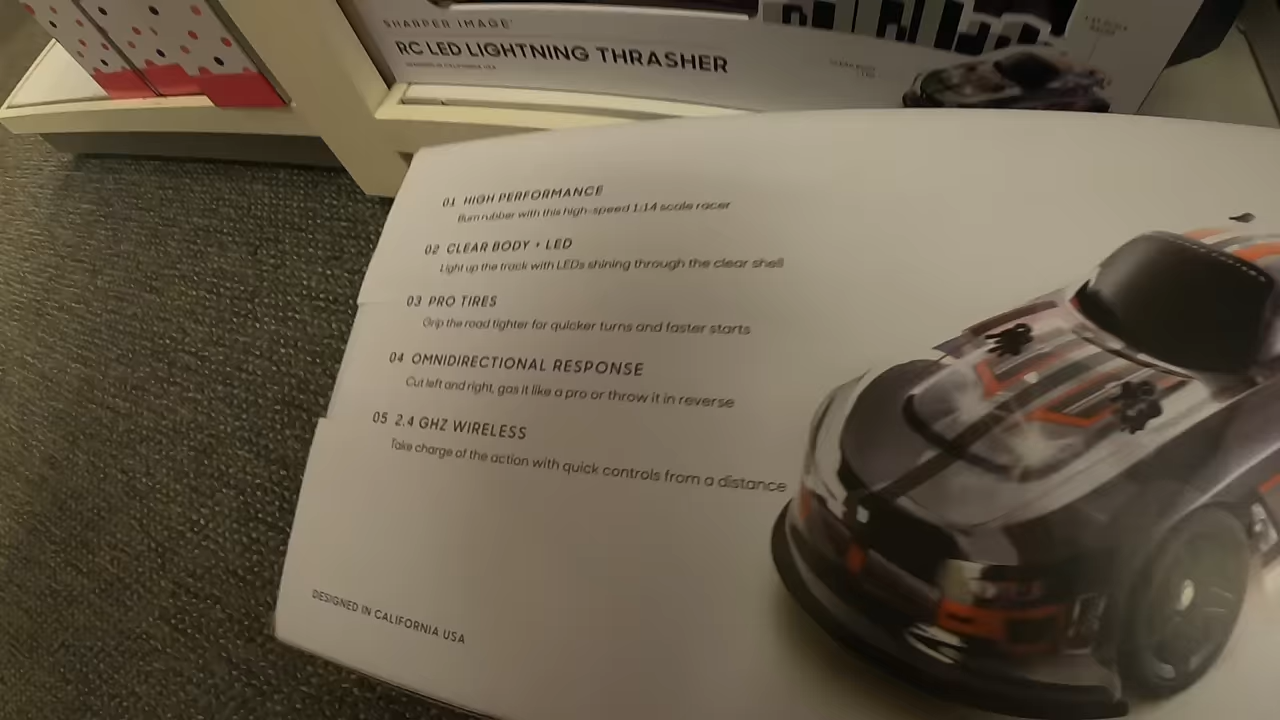 SHARPER IMAGE
RC LED LIGHTNING THRASHER
DESIGNED IN CALIFORNIA USA
01 HIGH PERFORMANCE
Burn rubber with this high-speed 1:14 scale racer
02 CLEAR BODY + LED
Light up the track with LEDs shining through the clear shell
03 PRO TIRES
Grip the road tighter for quicker turns and faster starts
04 OMNIDIRECTIONAL RESPONSE
Cut left and right, gas it like a pro or throw it in reverse
05 2.4 GHZ WIRELESS
Take charge of the action with quick controls from a distance
DESIGNED IN CALIFORNIA USA